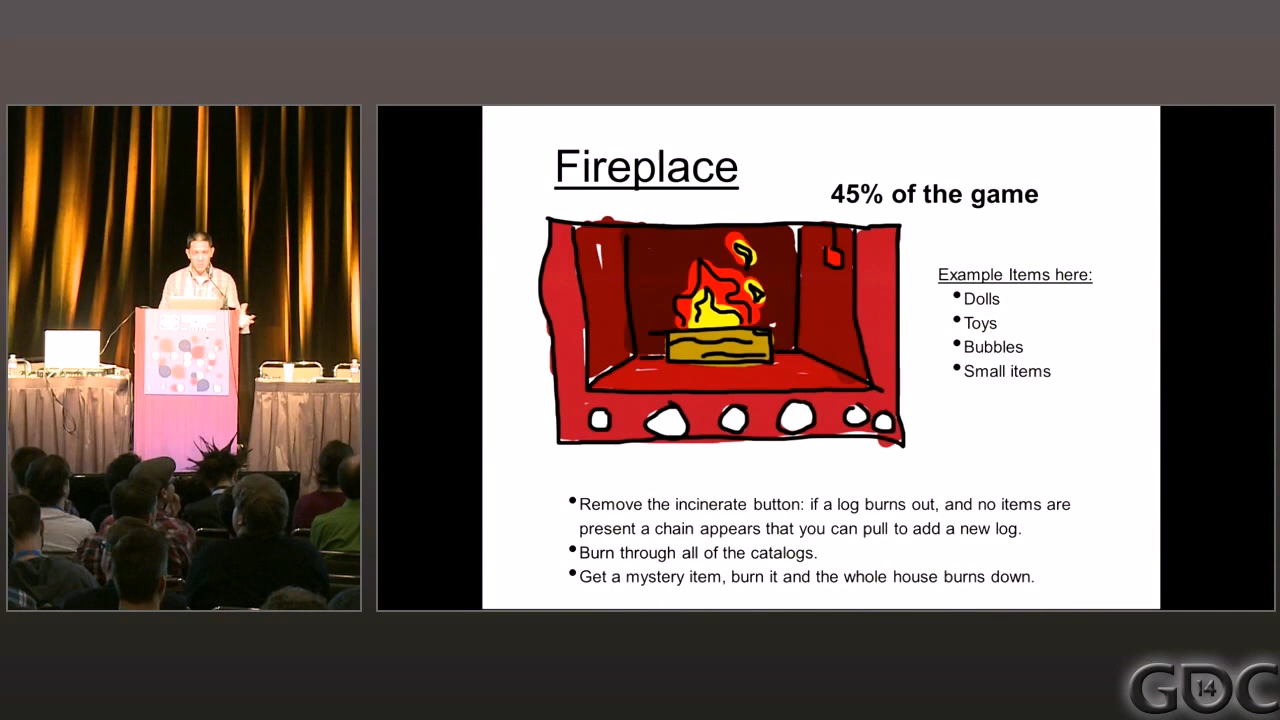 Fireplace
45% of the game
Example Items here:
•Dolls
•Toys
•Bubbles
•Small items
•Remove the incinerate button: if a log burns out, and no items are
present a chain appears that you can pull to add a new log.
•Burn through all of the catalogs.
•Get a mystery item, burn it and the whole house burns down.
GDC
14